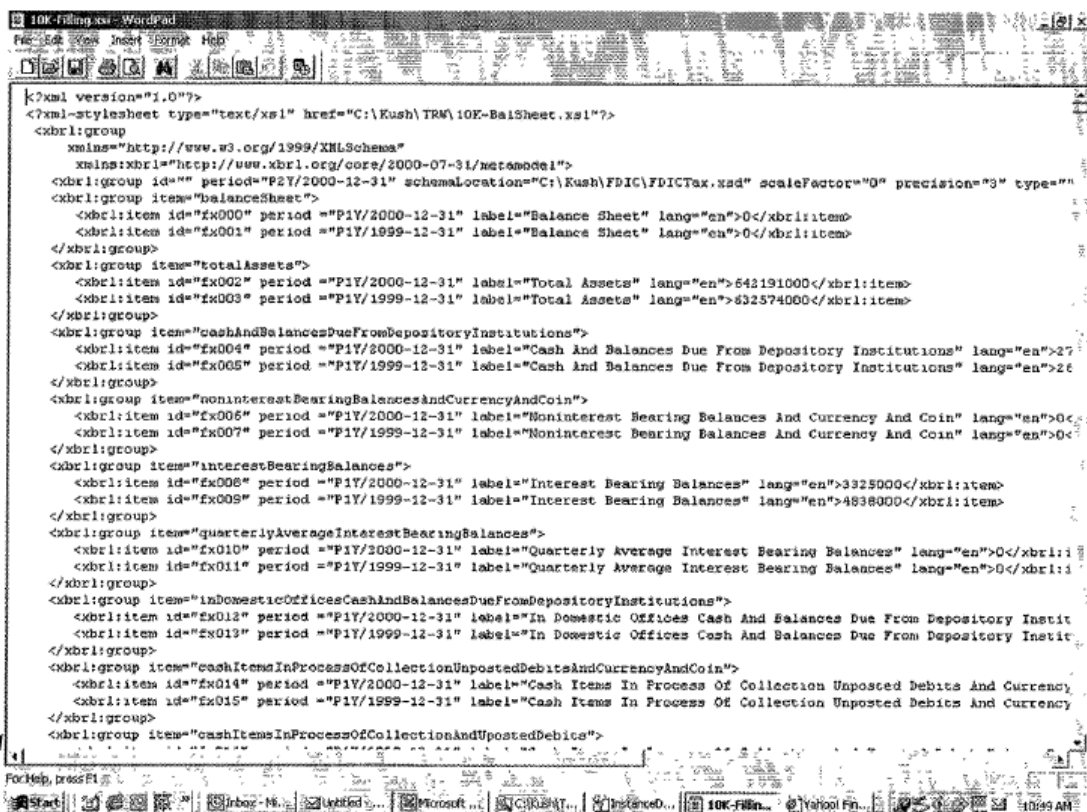 10K-Filling.xsl - WordPad
File Edit View Insert Format Help
<?xml version="1.0"?>
<?xml-stylesheet type="text/xsl" href="C:\Kush\TRW\10K-BalSheet.xsl"?>
<xbrl:group
xmlns="http://www.w3.org/1999/XMLSchema"
xmlns:xbrl="http://www.xbrl.org/core/2000-07-31/metamodel">
<xbrl:group id="" period="P2Y/2000-12-31" schemaLocation="C:\Kush\FDIC\FDICTax.xsd" scaleFactor="0" precision="9" type=""
<xbrl:group item="balanceSheet">
<xbrl:item id="fx000" period ="P1Y/2000-12-31" label="Balance Sheet" lang="en">0</xbrl:item>
<xbrl:item id="fx001" period ="P1Y/1999-12-31" label="Balance Sheet" lang="en">0</xbrl:item>
</xbrl:group>
<xbrl:group item="totalAssets">
<xbrl:item id="fx002" period ="P1Y/2000-12-31" label="Total Assets" lang="en">642191000</xbrl:item>
<xbrl:item id="fx003" period ="P1Y/1999-12-31" label="Total Assets" lang="en">632574000</xbrl:item>
</xbrl:group>
<xbrl:group item="cashAndBalancesDueFromDepositoryInstitutions">
<xbrl:item id="fx004" period ="P1Y/2000-12-31" label="Cash And Balances Due From Depository Institutions" lang="en">27
<xbrl:item id="fx005" period ="P1Y/1999-12-31" label="Cash And Balances Due From Depository Institutions" lang="en">26
</xbrl:group>
<xbrl:group item="noninterestBearingBalancesAndCurrencyAndCoin">
<xbrl:item id="fx006" period ="P1Y/2000-12-31" label="Noninterest Bearing Balances And Currency And Coin" lang="en">0<
<xbrl:item id="fx007" period ="P1Y/1999-12-31" label="Noninterest Bearing Balances And Currency And Coin" lang="en">0<
</xbrl:group>
<xbrl:group item="interestBearingBalances">
<xbrl:item id="fx008" period ="P1Y/2000-12-31" label="Interest Bearing Balances" lang="en">3325000</xbrl:item>
<xbrl:item id="fx009" period ="P1Y/1999-12-31" label="Interest Bearing Balances" lang="en">4838000</xbrl:item>
</xbrl:group>
<xbrl:group item="quarterlyAverageInterestBearingBalances">
<xbrl:item id="fx010" period ="P1Y/2000-12-31" label="Quarterly Average Interest Bearing Balances" lang="en">0</xbrl:i
<xbrl:item id="fx011" period ="P1Y/1999-12-31" label="Quarterly Average Interest Bearing Balances" lang="en">0</xbrl:i
</xbrl:group>
<xbrl:group item="inDomesticOfficesCashAndBalancesDueFromDepositoryInstitutions">
<xbrl:item id="fx012" period ="P1Y/2000-12-31" label="In Domestic Offices Cash And Balances Due From Depository Instit
<xbrl:item id="fx013" period ="P1Y/1999-12-31" label="In Domestic Offices Cash And Balances Due From Depository Instit
</xbrl:group>
<xbrl:group item="cashItemsInProcessOfCollectionUnpostedDebitsAndCurrencyAndCoin">
<xbrl:item id="fx014" period ="P1Y/2000-12-31" label="Cash Items In Process Of Collection Unposted Debits And Currency
<xbrl:item id="fx015" period ="P1Y/1999-12-31" label="Cash Items In Process Of Collection Unposted Debits And Currency
</xbrl:group>
<xbrl:group item="cashItemsInProcessOfCollectionAndUpostedDebits">
For Help, press F1
Start Inbox - Mi... Untitled - ... Microsoft ... C:\Kush\T... InstanceD... 10K-Fillin... Yahoo! Fin... 10:49 AM